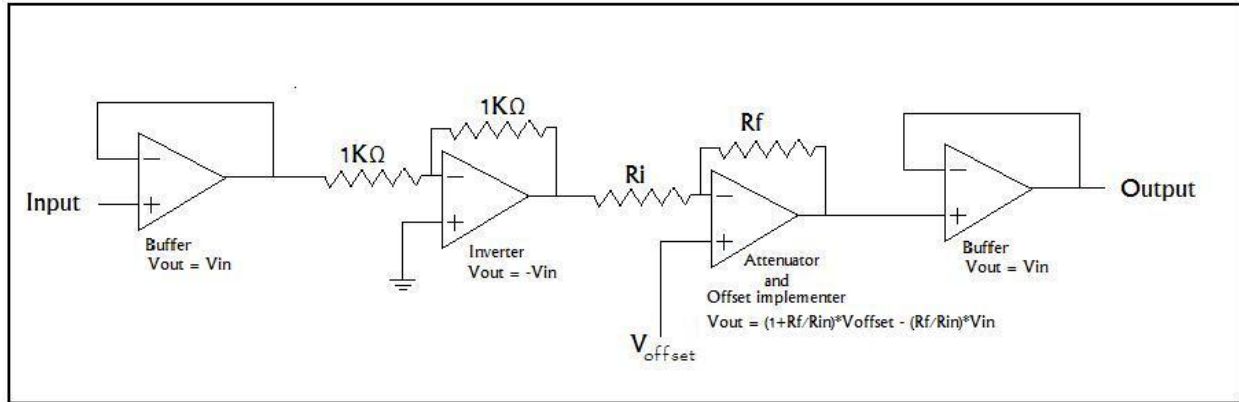 1KΩ
Rf
1KΩ
Ri
−
−
−
−
Input
+
+
+
+
Output
Buffer
Vout = Vin
Inverter
Vout = -Vin
Attenuator
and
Offset implementer
Vout = (1+Rf/Rin)*Voffset - (Rf/Rin)*Vin
Buffer
Vout = Vin
Voffset